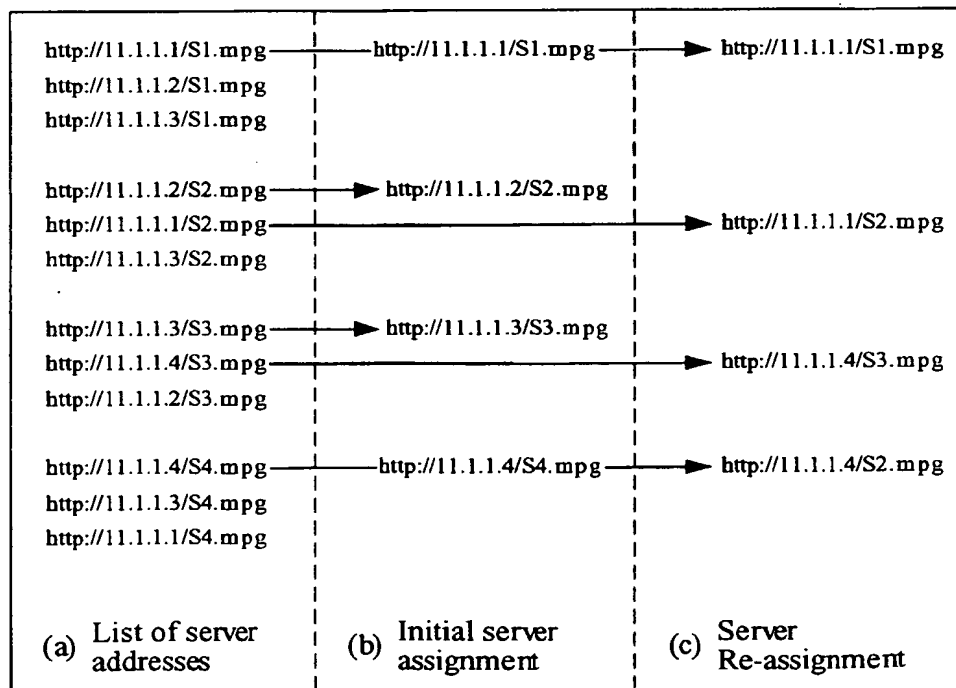 http://11.1.1.1/S1.mpg http://11.1.1.1/S1.mpg http://11.1.1.1/S1.mpg
http://11.1.1.2/S1.mpg
http://11.1.1.3/S1.mpg
http://11.1.1.2/S2.mpg http://11.1.1.2/S2.mpg
http://11.1.1.1/S2.mpg http://11.1.1.1/S2.mpg
http://11.1.1.3/S2.mpg
http://11.1.1.3/S3.mpg http://11.1.1.3/S3.mpg
http://11.1.1.4/S3.mpg http://11.1.1.4/S3.mpg
http://11.1.1.2/S3.mpg
http://11.1.1.4/S4.mpg http://11.1.1.4/S4.mpg http://11.1.1.4/S2.mpg
http://11.1.1.3/S4.mpg
http://11.1.1.1/S4.mpg
(a) List of server addresses
(b) Initial server assignment
(c) Server Re-assignment